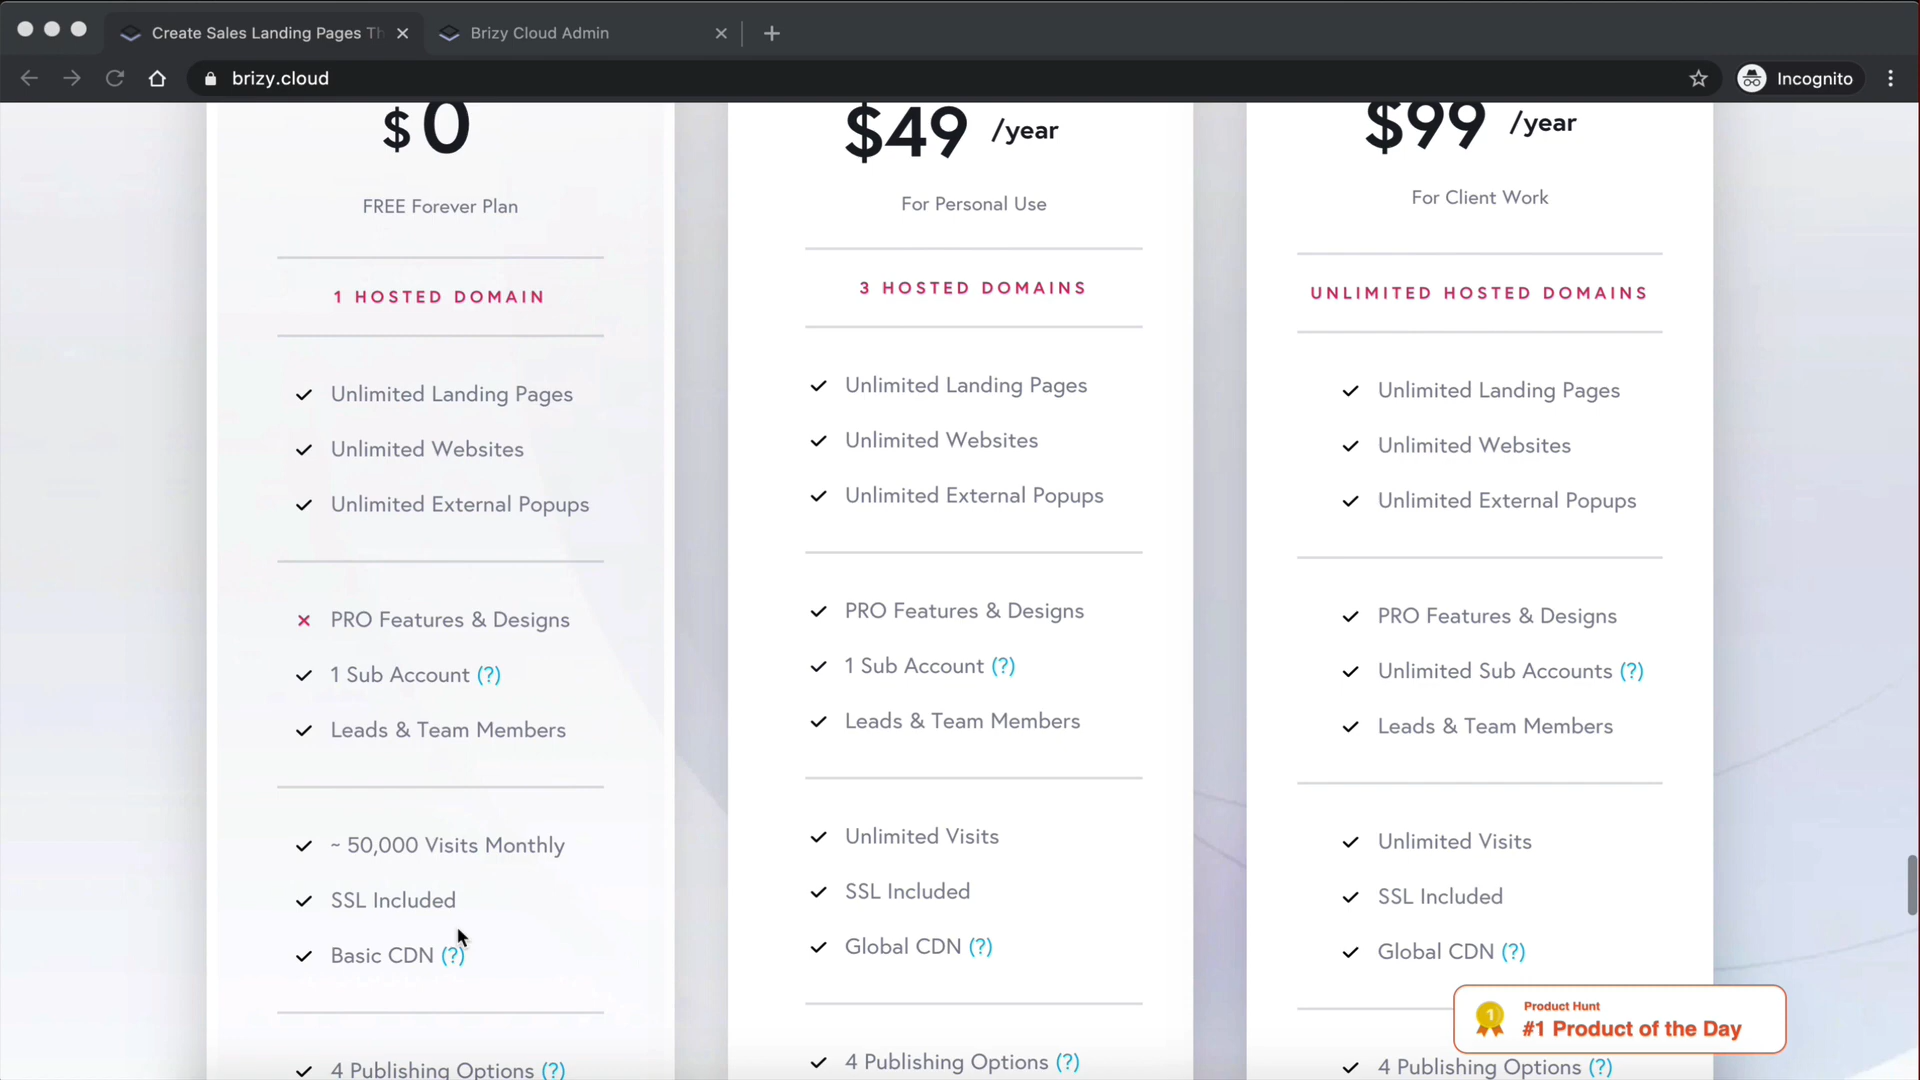 Create Sales Landing Pages Th
Brizy Cloud Admin
brizy.cloud
Incognito
$0
FREE Forever Plan
1 HOSTED DOMAIN
Unlimited Landing Pages
Unlimited Websites
Unlimited External Popups
PRO Features & Designs
1 Sub Account (?)
Leads & Team Members
~ 50,000 Visits Monthly
SSL Included
Basic CDN (?)
4 Publishing Options (?)
$49 /year
For Personal Use
3 HOSTED DOMAINS
Unlimited Landing Pages
Unlimited Websites
Unlimited External Popups
PRO Features & Designs
1 Sub Account (?)
Leads & Team Members
Unlimited Visits
SSL Included
Global CDN (?)
4 Publishing Options (?)
$99 /year
For Client Work
UNLIMITED HOSTED DOMAINS
Unlimited Landing Pages
Unlimited Websites
Unlimited External Popups
PRO Features & Designs
Unlimited Sub Accounts (?)
Leads & Team Members
Unlimited Visits
SSL Included
Global CDN (?)
4 Publishing Options (?)
1
Product Hunt
#1 Product of the Day